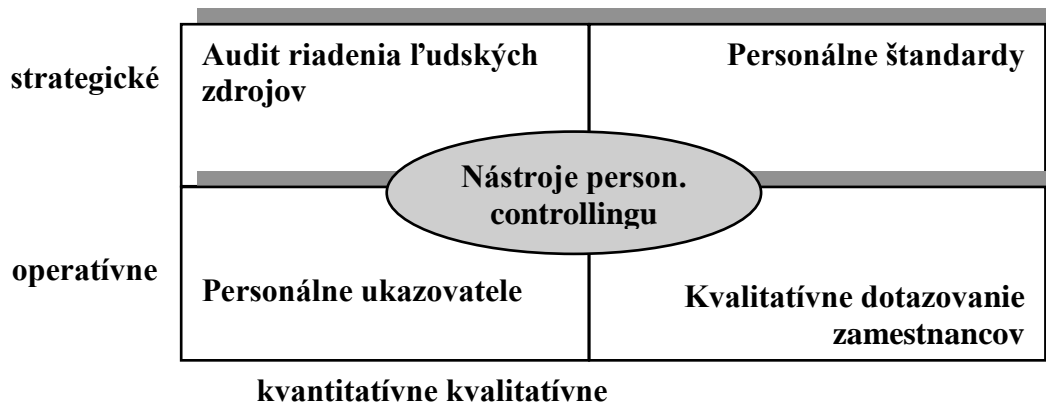 strategické
Audit riadenia ľudských
zdrojov
Personálne štandardy
Nástroje person.
controllingu
operatívne
Personálne ukazovatele
Kvalitatívne dotazovanie
zamestnancov
kvantitatívne kvalitatívne